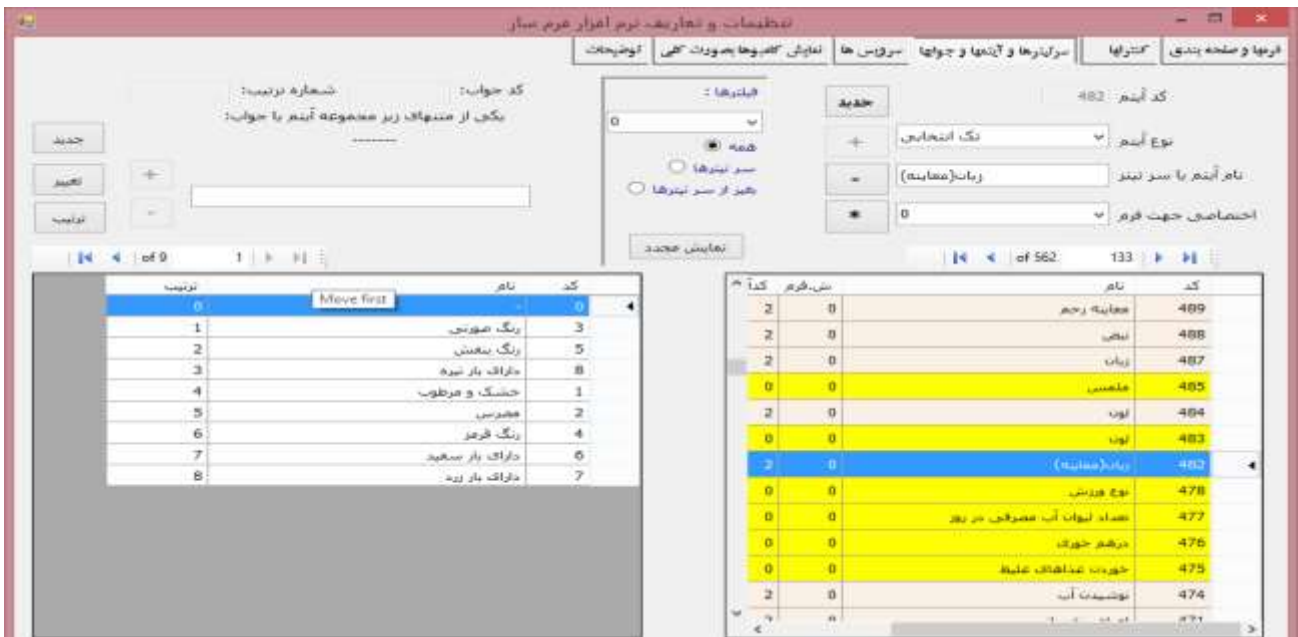 تنظیمات و تعاریف نرم افزار فرم ساز
فرمها و صفحه بندی
کنترلها
سرتیترها و آیتمها و جوابها
سرویس ها
نمایش کامبوها بصورت کلی
توضیحات
کد آیتم 482
جدید
نوع آیتم
تک انتخابی
+
نام آیتم یا سر تیتر
زبان(معاینه)
-
اختصاصی جهت فرم
0
*
133 of 562
فیلترها :
0
همه
سر تیترها
بغیر از سر تیترها
نمایش مجدد
کد جواب:
شماره ترتیب:
یکی از متنهای زیر مجموعه آیتم یا جواب:
-------
جدید
تغییر
ترتیب
+
-
1 of 9
Move first
کد نام ش.فرم کدآ
489 معاینه رحم 0 2
488 نبض 0 2
487 زبان 0 2
485 ملمس 0 0
484 لون 0 2
483 لون 0 0
482 زبان(معاینه) 0 2
478 نوع ورزش 0 0
477 تعداد لیوان آب مصرفی در روز 0 0
476 درهم خوری 0 0
475 خوردن غذاهای غلیظ 0 0
474 نوشیدن آب 0 2
کد نام ترتیب
0 - 0
3 رنگ صورتی 1
5 رنگ بنفش 2
8 دارای بار تیره 3
1 خشک و مرطوب 4
2 مضرس 5
4 رنگ قرمز 6
6 دارای بار سفید 7
7 دارای بار زرد 8